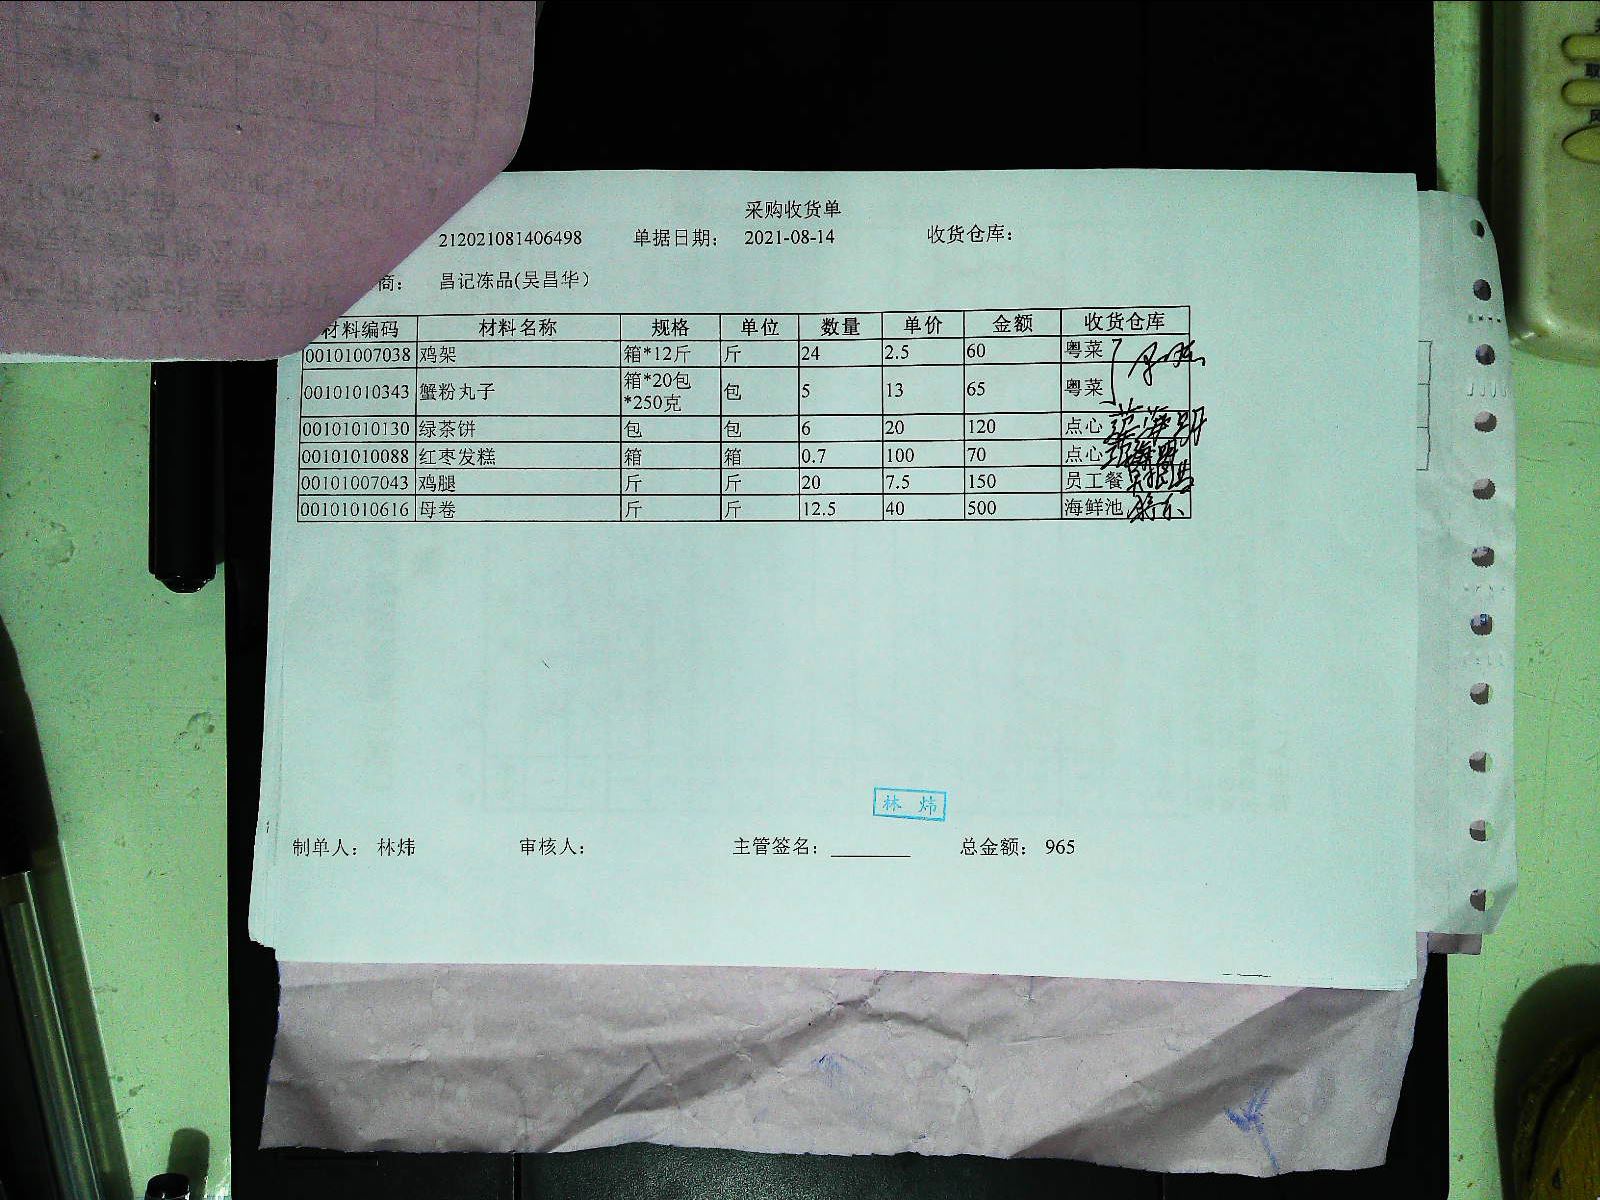 采购收货单
212021081406498 单据日期： 2021-08-14 收货仓库：
商： 昌记冻品(吴昌华)
材料编码 材料名称 规格 单位 数量 单价 金额 收货仓库
00101007038 鸡架 箱*12斤 斤 24 2.5 60 粤菜
00101010343 蟹粉丸子 箱*20包*250克 包 5 13 65 粤菜
00101010130 绿茶饼 包 包 6 20 120 点心
00101010088 红枣发糕 箱 箱 0.7 100 70 点心
00101007043 鸡腿 斤 斤 20 7.5 150 员工餐
00101010616 母卷 斤 斤 12.5 40 500 海鲜池
林 炜
制单人： 林炜 审核人： 主管签名：________ 总金额： 965